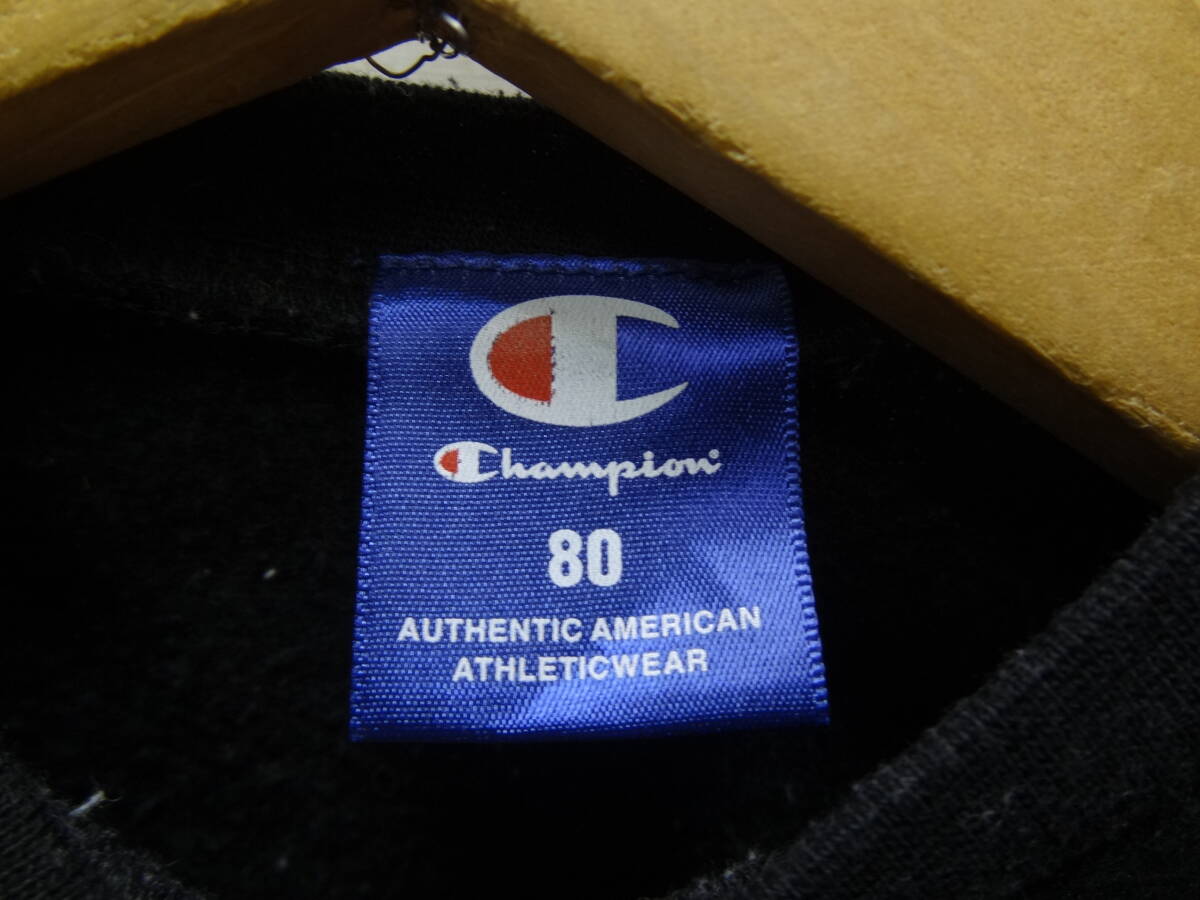 Champion
80
AUTHENTIC AMERICAN
ATHLETICWEAR